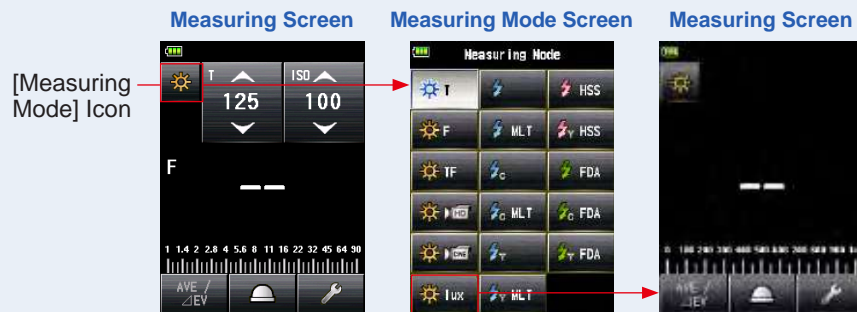 Measuring Screen
Measuring Mode Screen
Measuring Screen
[Measuring Mode] Icon
T
125
ISO
100
F
1 1.4 2 2.8 4 5.6 8 11 16 22 32 45 64 90
AVE / ⊿EV
Measuring Mode
T
HSS
F
MLT
Y HSS
TF
C
FDA
HD
C MLT
C FDA
CINE
Y
Y FDA
lux
Y MLT
AVE / ⊿EV